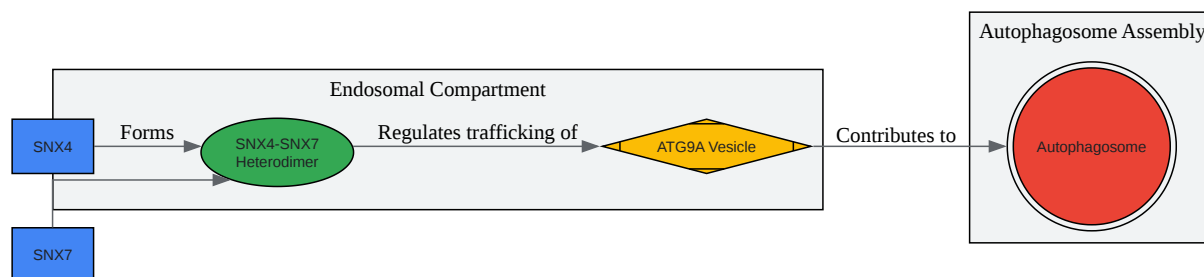 Autophagosome Assembly
Endosomal Compartment
SNX4
Forms
SNX4-SNX7
Heterodimer
Regulates trafficking of
ATG9A Vesicle
Contributes to
Autophagosome
SNX7